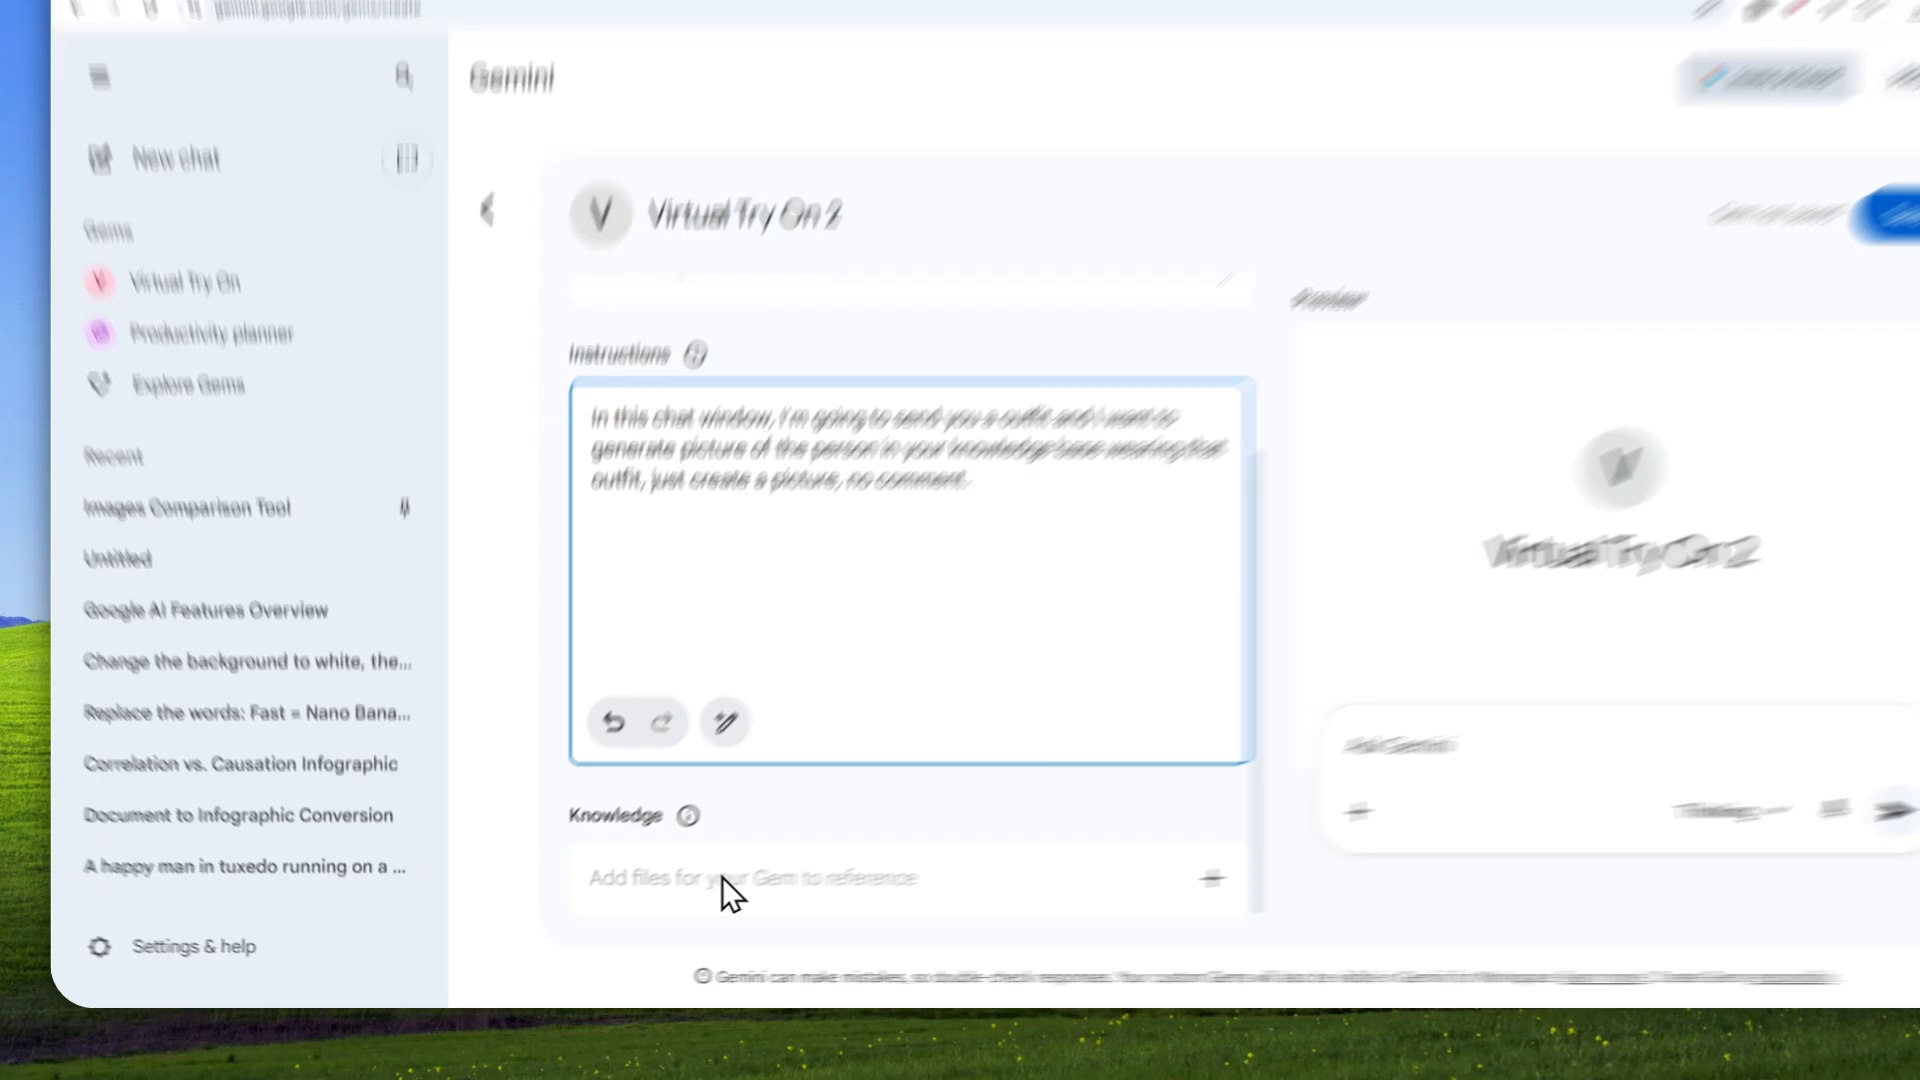 Gemini
New chat
Gems
Virtual Try On
Productivity planner
Explore Gems
Recent
Images Comparison Tool
Untitled
Google AI Features Overview
Change the background to white, the...
Replace the words: Fast = Nano Bana...
Correlation vs. Causation Infographic
Document to Infographic Conversion
A happy man in tuxedo running on a ...
Settings & help
V
Virtual Try On 2
Instructions
In this chat window, I'm going to send you a outfit and I want to
generate picture of the person in your knowledge base wearing that
outfit, just create a picture, no comment.
Knowledge
Add files for your Gem to reference
Preview
V
Virtual Try On 2
Ask Gemini
Thinking
Gemini can make mistakes, so double-check responses.